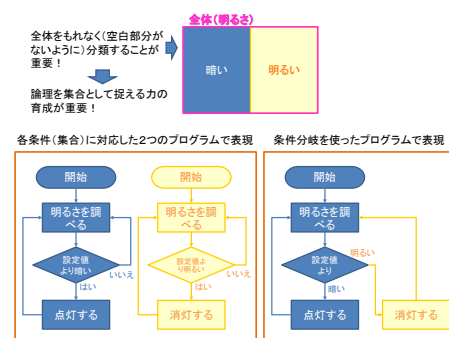 全体（明るさ）
全体をもれなく（空白部分が
ないように）分類することが
重要！
暗い
明るい
論理を集合として捉える力の
育成が重要！
各条件（集合）に対応した２つのプログラムで表現
開始
明るさを調
べる
設定値
より暗い
いいえ
はい
点灯する
開始
明るさを調
べる
設定値よ
り明るい
いいえ
はい
消灯する
条件分岐を使ったプログラムで表現
開始
明るさを調
べる
設定値
より
明るい
暗い
点灯する
消灯する